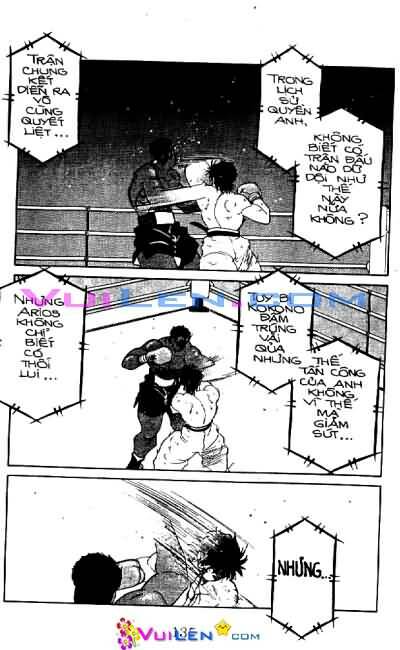 TRẬN
CHUNG
KẾT
DIỄN RA
VÔ
CÙNG
QUYẾT
LIỆT...
TRONG
LỊCH
SỬ
QUYỀN
ANH,
KHÔNG
BIẾT CÓ
TRẬN ĐẤU
NÀO DỮ
DỘI NHƯ
THẾ
NÀY
NỮA
KHÔNG?
NHƯNG
ARIOS
KHÔNG
CHỈ
BIẾT
CÓ
THỐI
LUI...
TUY BỊ
KOKONO
ĐẤM
TRÚNG
VÀI
QUẢ
NHƯNG
THẾ
TẤN CÔNG
CỦA ANH
KHÔNG
VÌ THẾ
MÀ
GIẢM
SÚT...
VUILEN.COM
NHƯNG...
135
VUILEN.COM